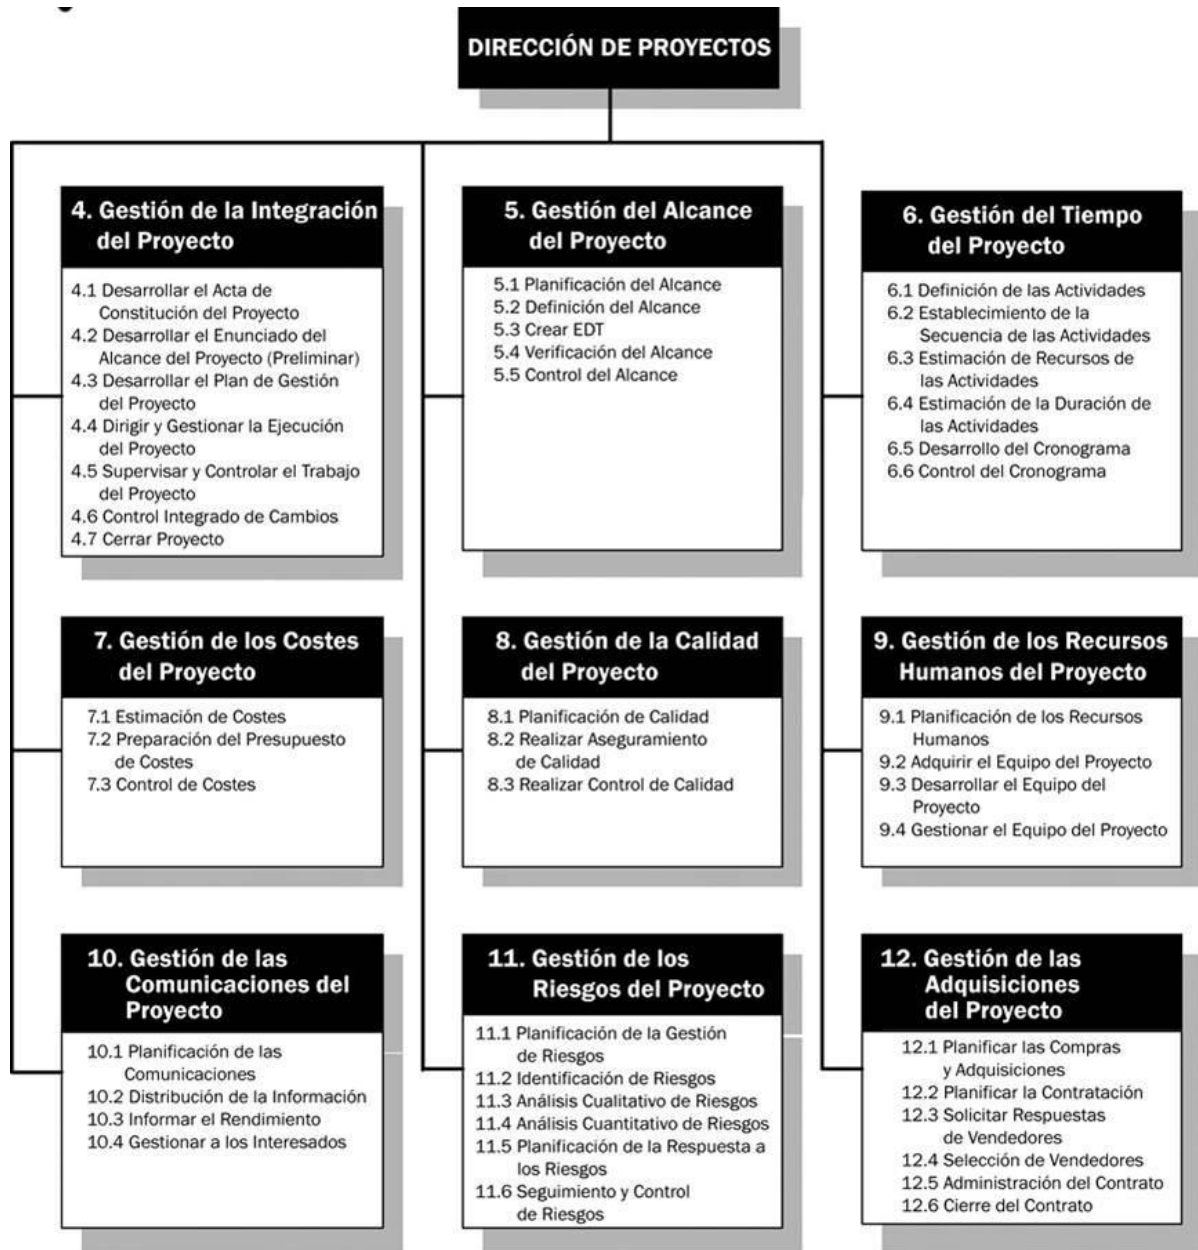 DIRECCIÓN DE PROYECTOS
4. Gestión de la Integración
del Proyecto
4.1 Desarrollar el Acta de
Constitución del Proyecto
4.2 Desarrollar el Enunciado del
Alcance del Proyecto (Preliminar)
4.3 Desarrollar el Plan de Gestión
del Proyecto
4.4 Dirigir y Gestionar la Ejecución
del Proyecto
4.5 Supervisar y Controlar el Trabajo
del Proyecto
4.6 Control Integrado de Cambios
4.7 Cerrar Proyecto
5. Gestión del Alcance
del Proyecto
5.1 Planificación del Alcance
5.2 Definición del Alcance
5.3 Crear EDT
5.4 Verificación del Alcance
5.5 Control del Alcance
6. Gestión del Tiempo
del Proyecto
6.1 Definición de las Actividades
6.2 Establecimiento de la
Secuencia de las Actividades
6.3 Estimación de Recursos de
las Actividades
6.4 Estimación de la Duración de
las Actividades
6.5 Desarrollo del Cronograma
6.6 Control del Cronograma
7. Gestión de los Costes
del Proyecto
7.1 Estimación de Costes
7.2 Preparación del Presupuesto
de Costes
7.3 Control de Costes
8. Gestión de la Calidad
del Proyecto
8.1 Planificación de Calidad
8.2 Realizar Aseguramiento
de Calidad
8.3 Realizar Control de Calidad
9. Gestión de los Recursos
Humanos del Proyecto
9.1 Planificación de los Recursos
Humanos
9.2 Adquirir el Equipo del Proyecto
9.3 Desarrollar el Equipo del
Proyecto
9.4 Gestionar el Equipo del Proyecto
10. Gestión de las
Comunicaciones del
Proyecto
10.1 Planificación de las
Comunicaciones
10.2 Distribución de la Información
10.3 Informar el Rendimiento
10.4 Gestionar a los Interesados
11. Gestión de los
Riesgos del Proyecto
11.1 Planificación de la Gestión
de Riesgos
11.2 Identificación de Riesgos
11.3 Análisis Cualitativo de Riesgos
11.4 Análisis Cuantitativo de Riesgos
11.5 Planificación de la Respuesta a
los Riesgos
11.6 Seguimiento y Control
de Riesgos
12. Gestión de las
Adquisiciones
del Proyecto
12.1 Planificar las Compras
y Adquisiciones
12.2 Planificar la Contratación
12.3 Solicitar Respuestas
de Vendedores
12.4 Selección de Vendedores
12.5 Administración del Contrato
12.6 Cierre del Contrato